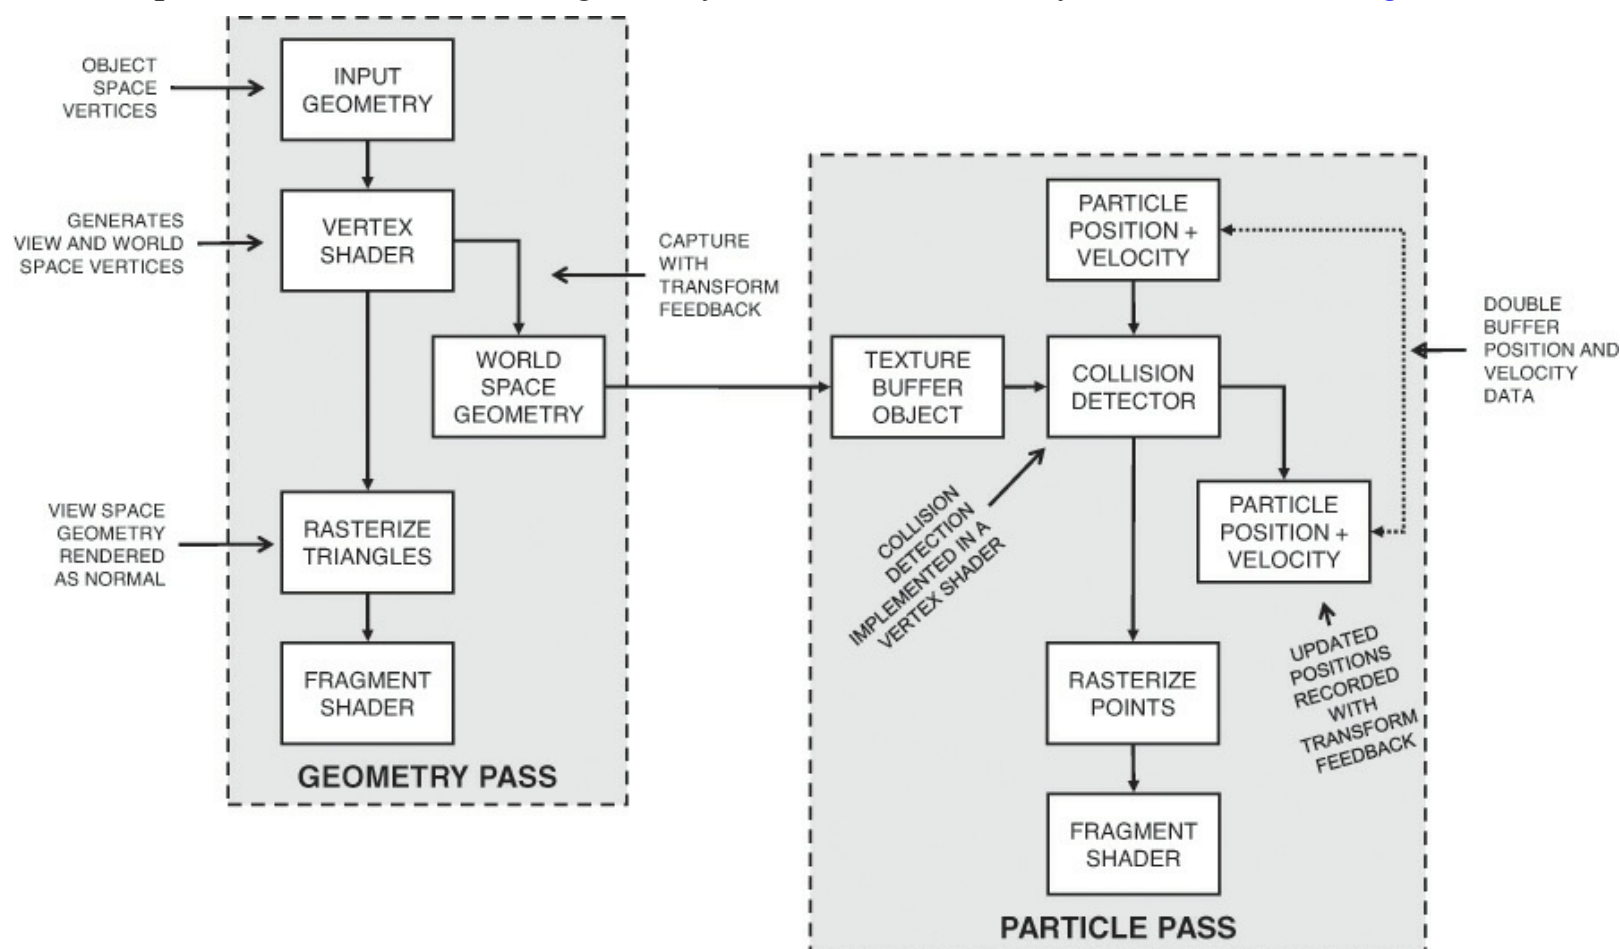 OBJECT
SPACE
VERTICES
INPUT
GEOMETRY
GENERATES
VIEW AND WORLD
SPACE VERTICES
VERTEX
SHADER
CAPTURE
WITH
TRANSFORM
FEEDBACK
WORLD
SPACE
GEOMETRY
VIEW SPACE
GEOMETRY
RENDERED
AS NORMAL
RASTERIZE
TRIANGLES
FRAGMENT
SHADER
GEOMETRY PASS
PARTICLE
POSITION +
VELOCITY
TEXTURE
BUFFER
OBJECT
COLLISION
DETECTOR
DOUBLE
BUFFER
POSITION AND
VELOCITY
DATA
COLLISION
DETECTION
IMPLEMENTED IN A
VERTEX SHADER
PARTICLE
POSITION +
VELOCITY
UPDATED
POSITIONS
RECORDED
WITH
TRANSFORM
FEEDBACK
RASTERIZE
POINTS
FRAGMENT
SHADER
PARTICLE PASS